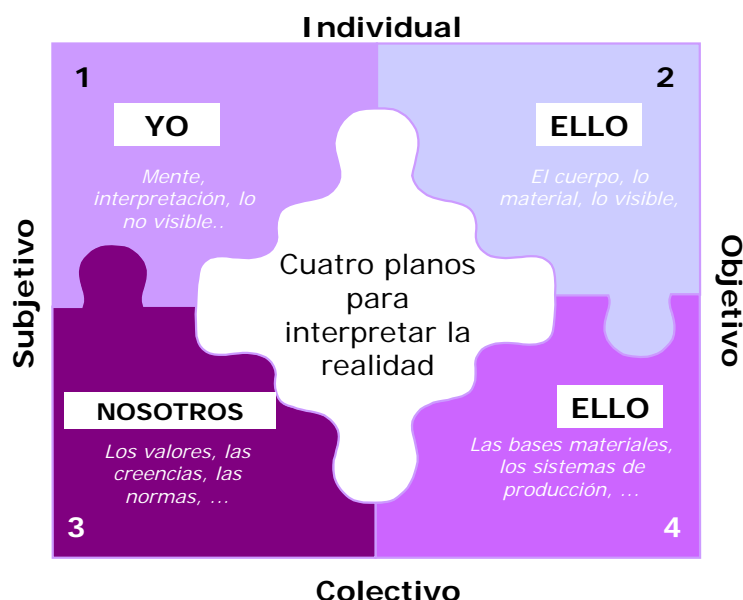 Individual
1
2
YO
ELLO
Mente,
interpretación, lo
no visible..
El cuerpo, lo
material, lo visible,
Subjetivo
Cuatro planos
para
interpretar la
realidad
Objetivo
NOSOTROS
ELLO
Los valores, las
creencias, las
normas, ...
Las bases materiales,
los sistemas de
producción, ...
3
4
Colectivo